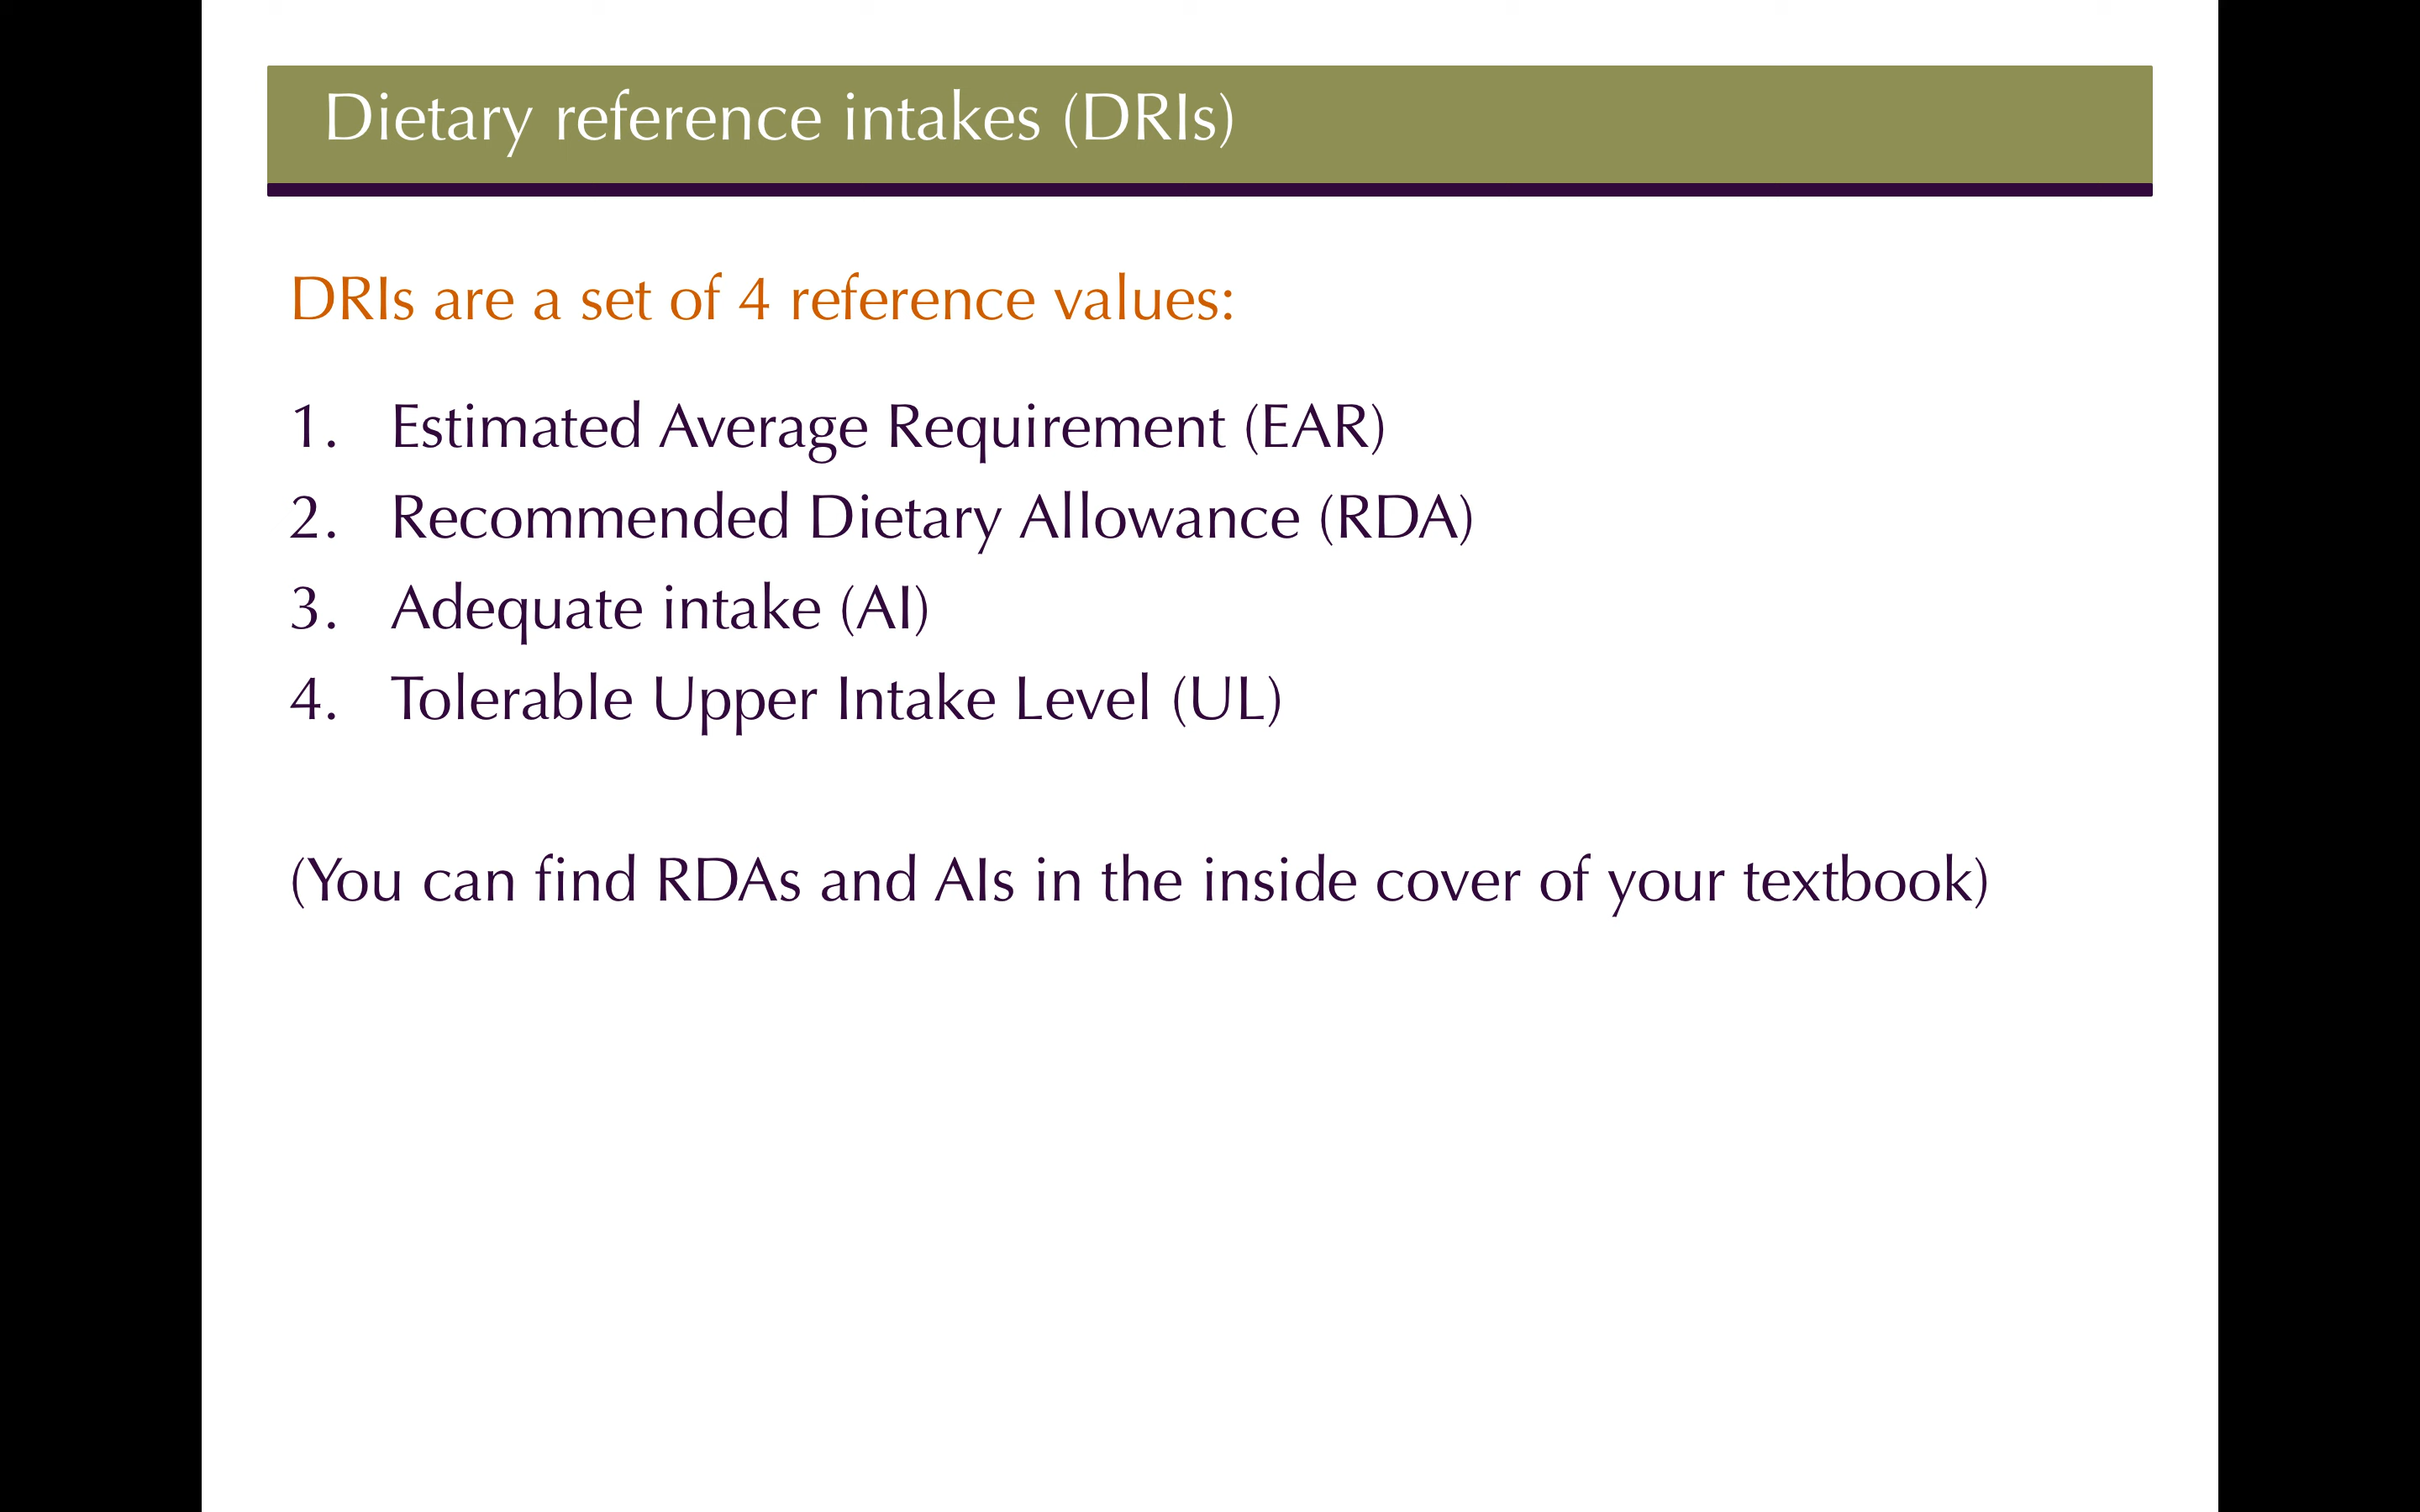 Dietary reference intakes (DRIs)
DRIs are a set of 4 reference values:
1. Estimated Average Requirement (EAR)
2. Recommended Dietary Allowance (RDA)
3. Adequate intake (AI)
4. Tolerable Upper Intake Level (UL)
(You can find RDAs and AIs in the inside cover of your textbook)